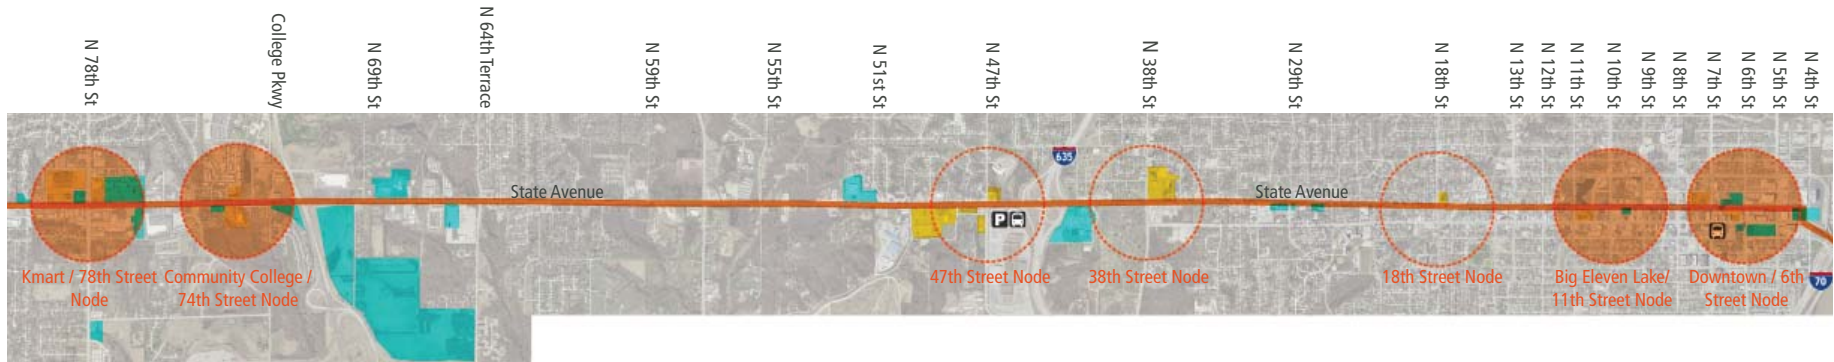 N 78th St
College Pkwy
N 69th St
N 64th Terrace
N 59th St
N 55th St
N 51st St
N 47th St
N 38th St
N 29th St
N 18th St
N 13th St
N 12th St
N 11th St
N 10th St
N 9th St
N 8th St
N 7th St
N 6th St
N 5th St
N 4th St
635
State Avenue
State Avenue
P
Kmart / 78th Street
Node
Community College /
74th Street Node
47th Street Node
38th Street Node
18th Street Node
Big Eleven Lake/
11th Street Node
Downtown / 6th
Street Node
70